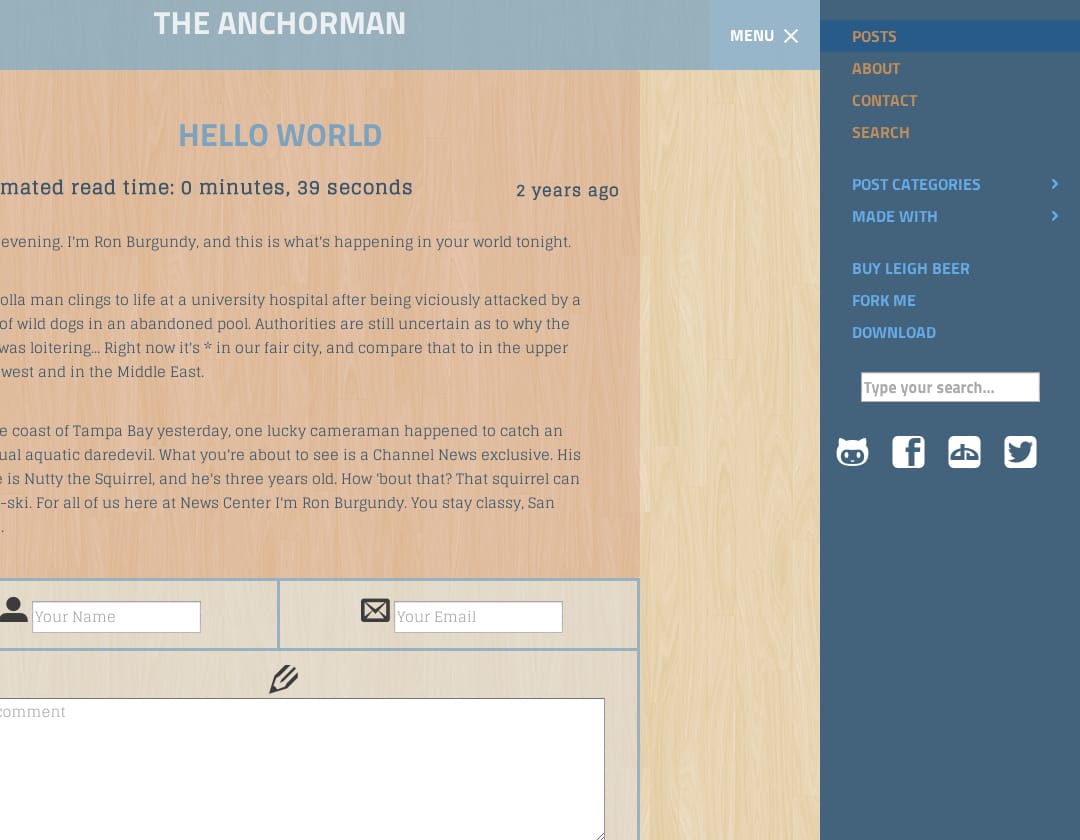 THE ANCHORMAN
MENU
HELLO WORLD
mated read time: 0 minutes, 39 seconds
2 years ago
evening. I'm Ron Burgundy, and this is what's happening in your world tonight.
olla man clings to life at a university hospital after being viciously attacked by a
of wild dogs in an abandoned pool. Authorities are still uncertain as to why the
was loitering... Right now it's * in our fair city, and compare that to in the upper
west and in the Middle East.
e coast of Tampa Bay yesterday, one lucky cameraman happened to catch an
ual aquatic daredevil. What you're about to see is a Channel News exclusive. His
e is Nutty the Squirrel, and he's three years old. How 'bout that? That squirrel can
-ski. For all of us here at News Center I'm Ron Burgundy. You stay classy, San
.
Your Name
Your Email
comment
POSTS
ABOUT
CONTACT
SEARCH
POST CATEGORIES
MADE WITH
BUY LEIGH BEER
FORK ME
DOWNLOAD
Type your search...